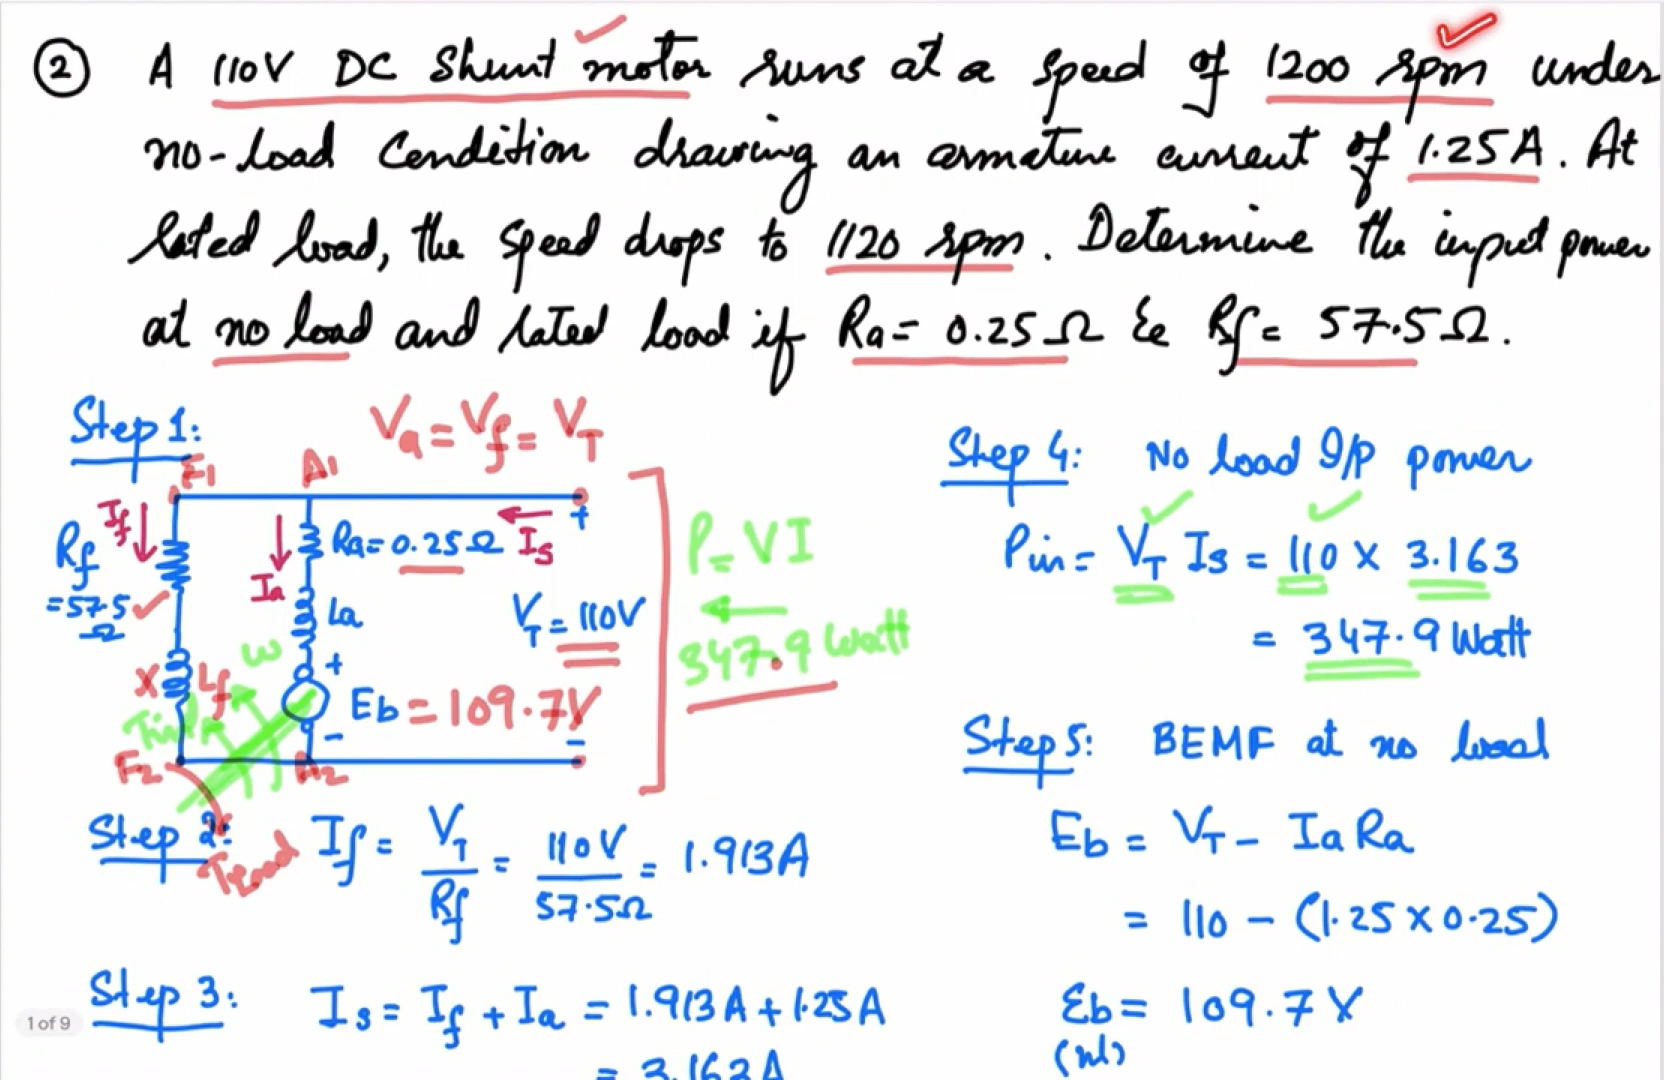 ② A 110V DC Shunt motor runs at a speed of 1200 rpm under
no-load Condition drawing an armature current of 1.25A. At
rated load, the speed drops to 1120 rpm. Determine the input power
at no load and rated load if Ra= 0.25Ω & Rf= 57.5Ω.
Step 1:
Va = Vf = VT
F1
A1
If
Rf
=57.5
Ω
Ia
Ra=0.25Ω
Is
+
La
VT = 110V
X
Lf
ω
+
Eb = 109.7V
-
-
F2
A2
Tload
P=VI
347.9 Watt
Step 2: If = VT/Rf = 110V/57.5Ω = 1.913A
Step 3: Is = If + Ia = 1.913A + 1.25A
= 3.163A
Step 4: No load I/p power
Pin = VT Is = 110 x 3.163
= 347.9 Watt
Step 5: BEMF at no load
Eb = VT - Ia Ra
= 110 - (1.25 x 0.25)
Eb = 109.7 V
(nl)
1 of 9